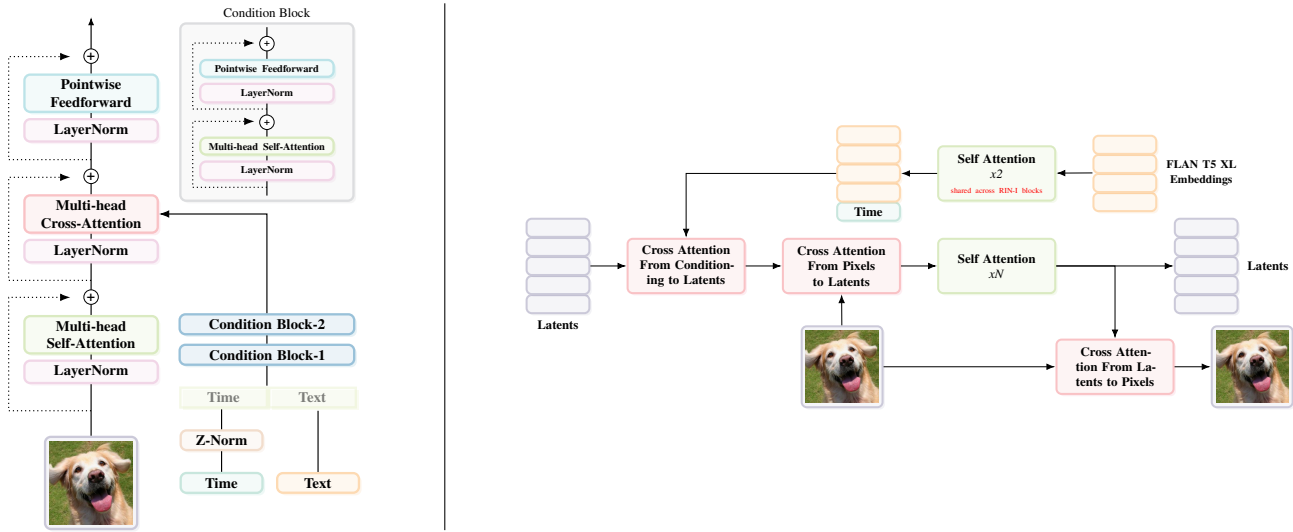 Condition Block
Pointwise Feedforward
LayerNorm
Multi-head Self-Attention
LayerNorm
Pointwise
Feedforward
LayerNorm
Multi-head
Cross-Attention
LayerNorm
Multi-head
Self-Attention
LayerNorm
Condition Block-2
Condition Block-1
Time
Text
Z-Norm
Time
Text
Self Attention
x2
shared across RIN-I blocks
FLAN T5 XL
Embeddings
Time
Cross Attention
From Condition-
ing to Latents
Cross Attention
From Pixels
to Latents
Self Attention
xN
Latents
Latents
Cross Atten-
tion From La-
tents to Pixels